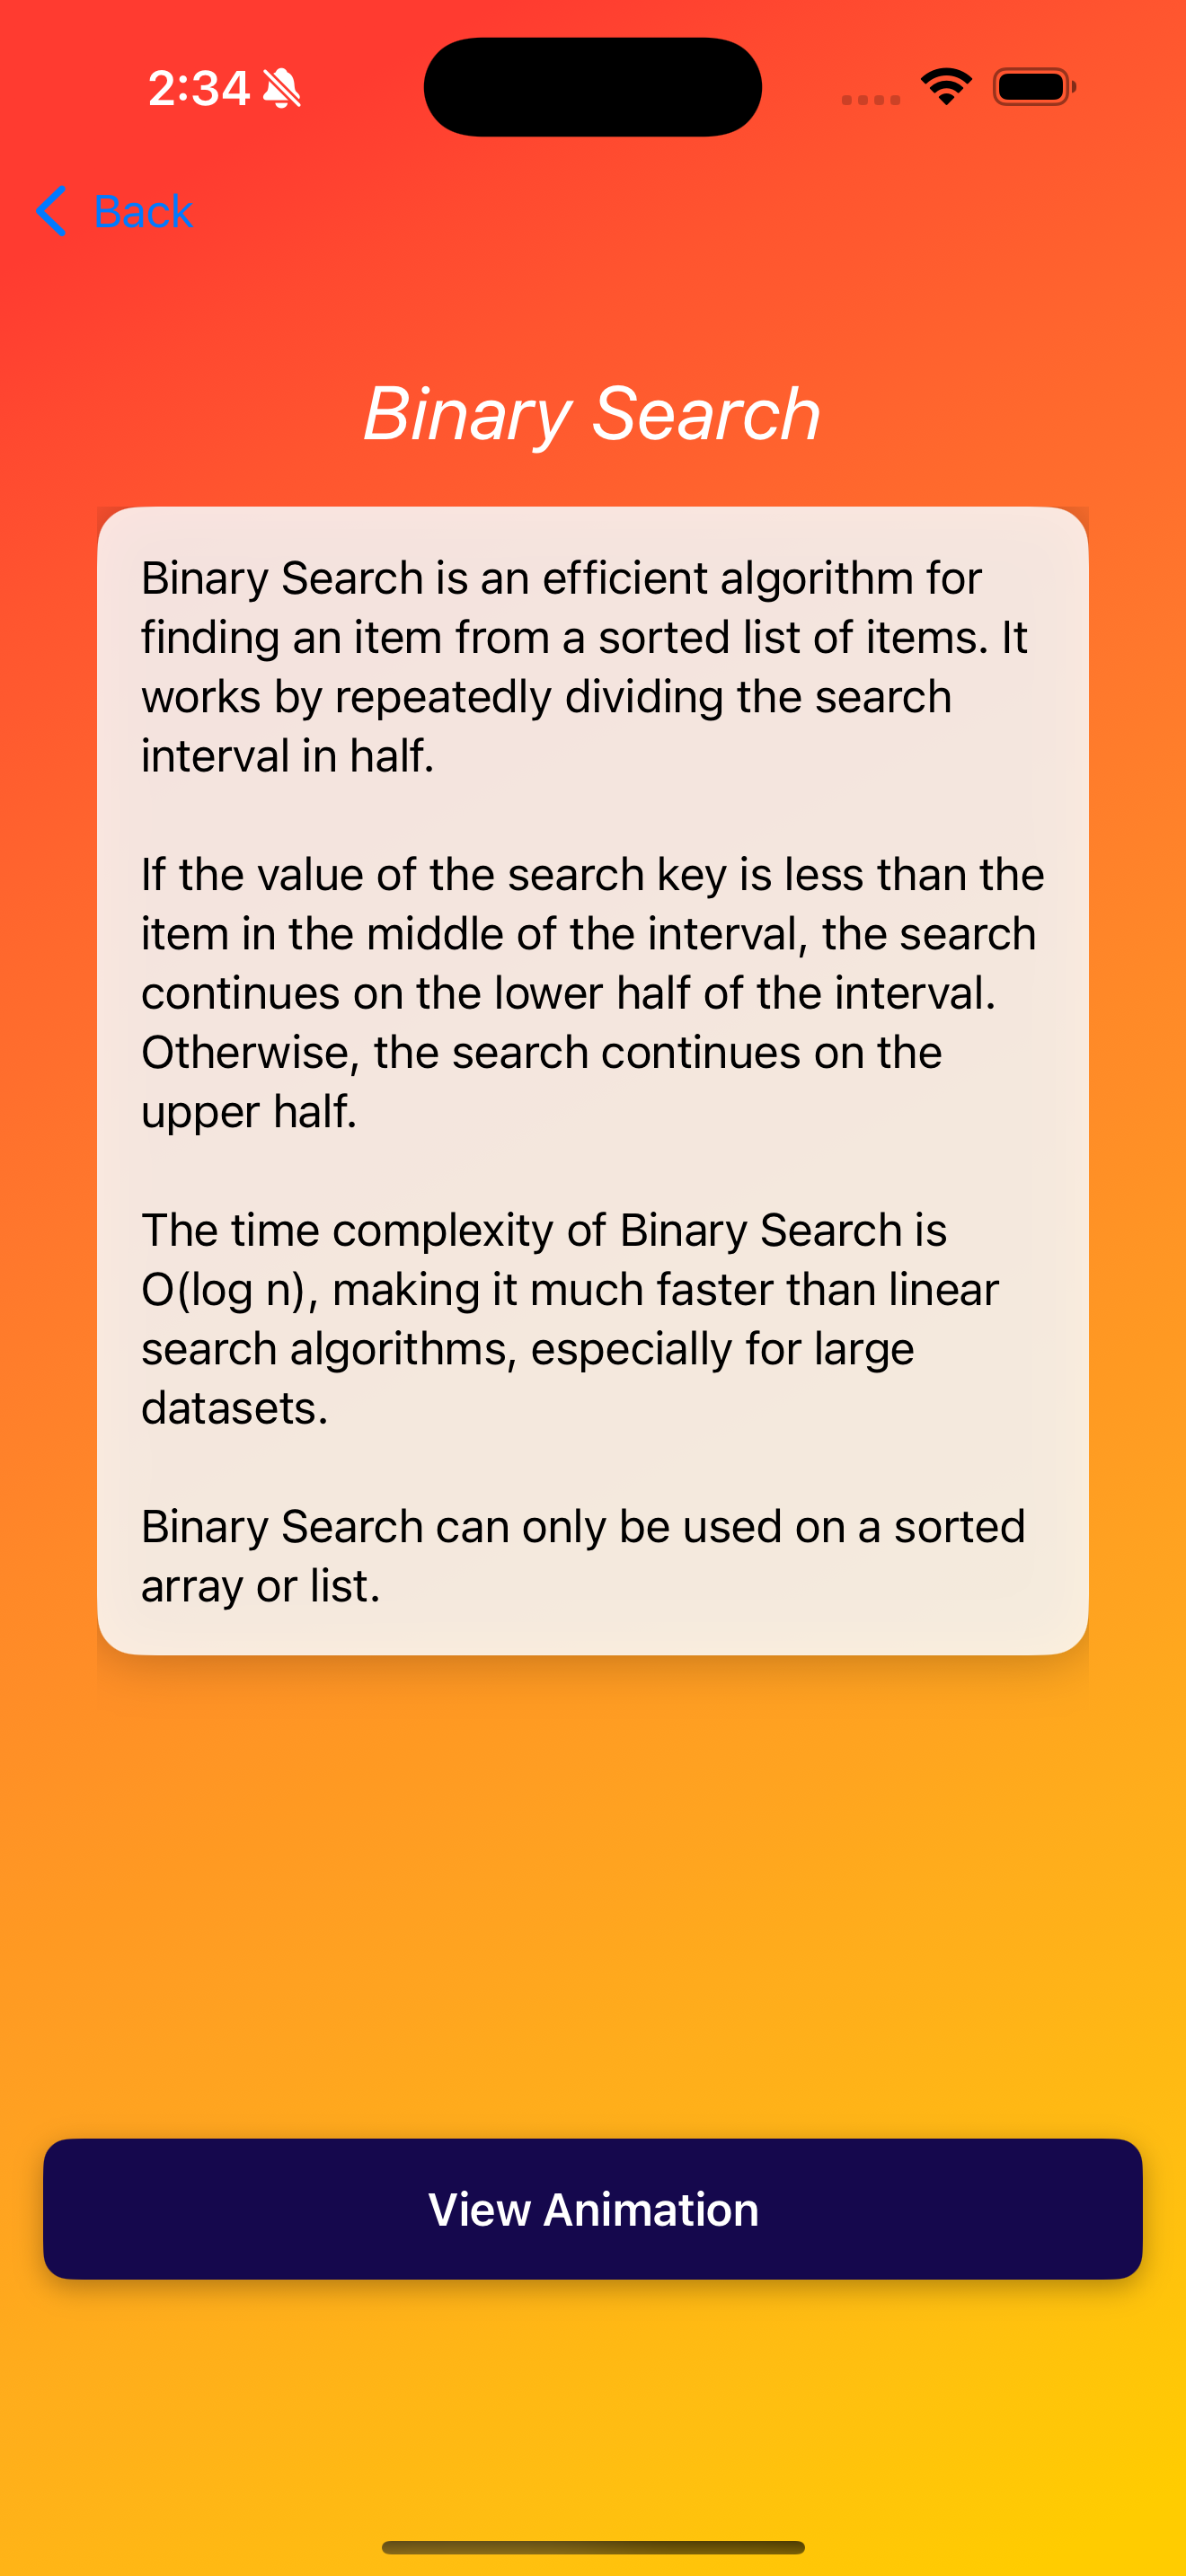 2:34
Back
Binary Search
Binary Search is an efficient algorithm for
finding an item from a sorted list of items. It
works by repeatedly dividing the search
interval in half.
If the value of the search key is less than the
item in the middle of the interval, the search
continues on the lower half of the interval.
Otherwise, the search continues on the
upper half.
The time complexity of Binary Search is
O(log n), making it much faster than linear
search algorithms, especially for large
datasets.
Binary Search can only be used on a sorted
array or list.
View Animation